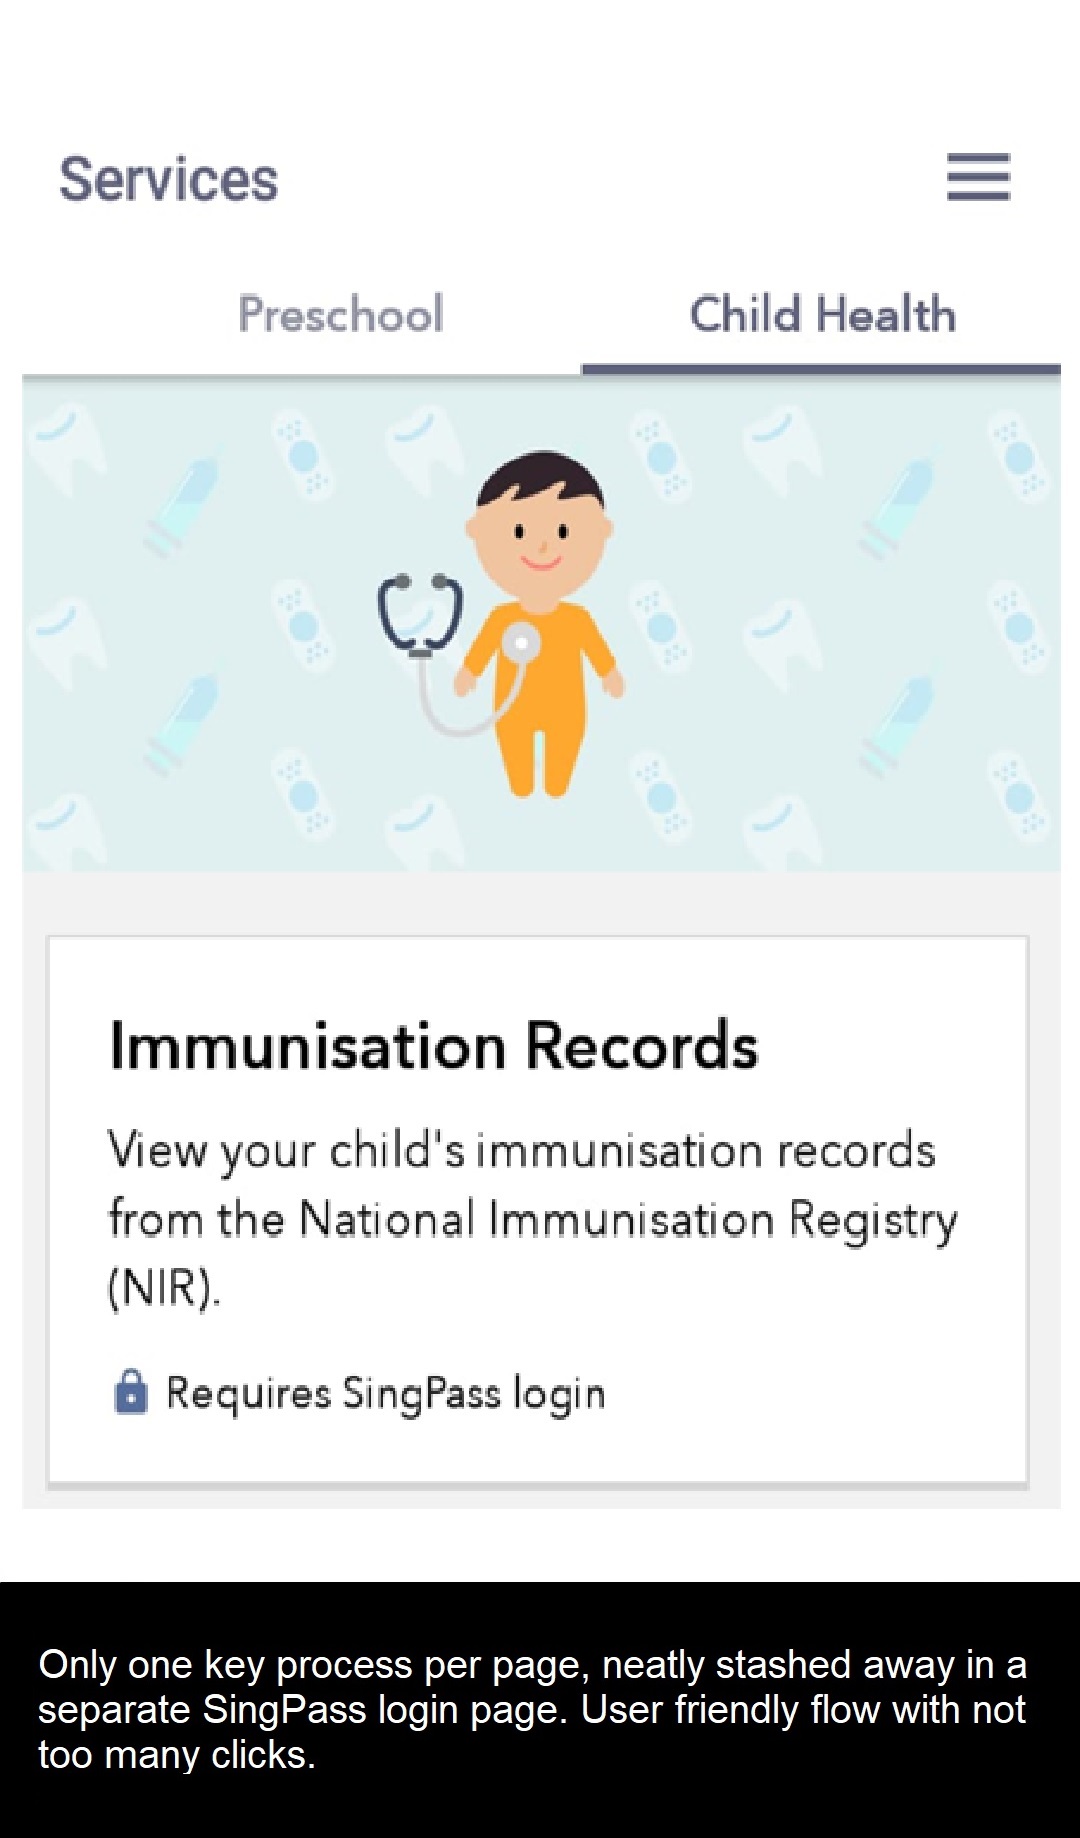 Services
Preschool
Child Health
Immunisation Records
View your child's immunisation records
from the National Immunisation Registry
(NIR).
Requires SingPass login
Only one key process per page, neatly stashed away in a
separate SingPass login page. User friendly flow with not
too many clicks.